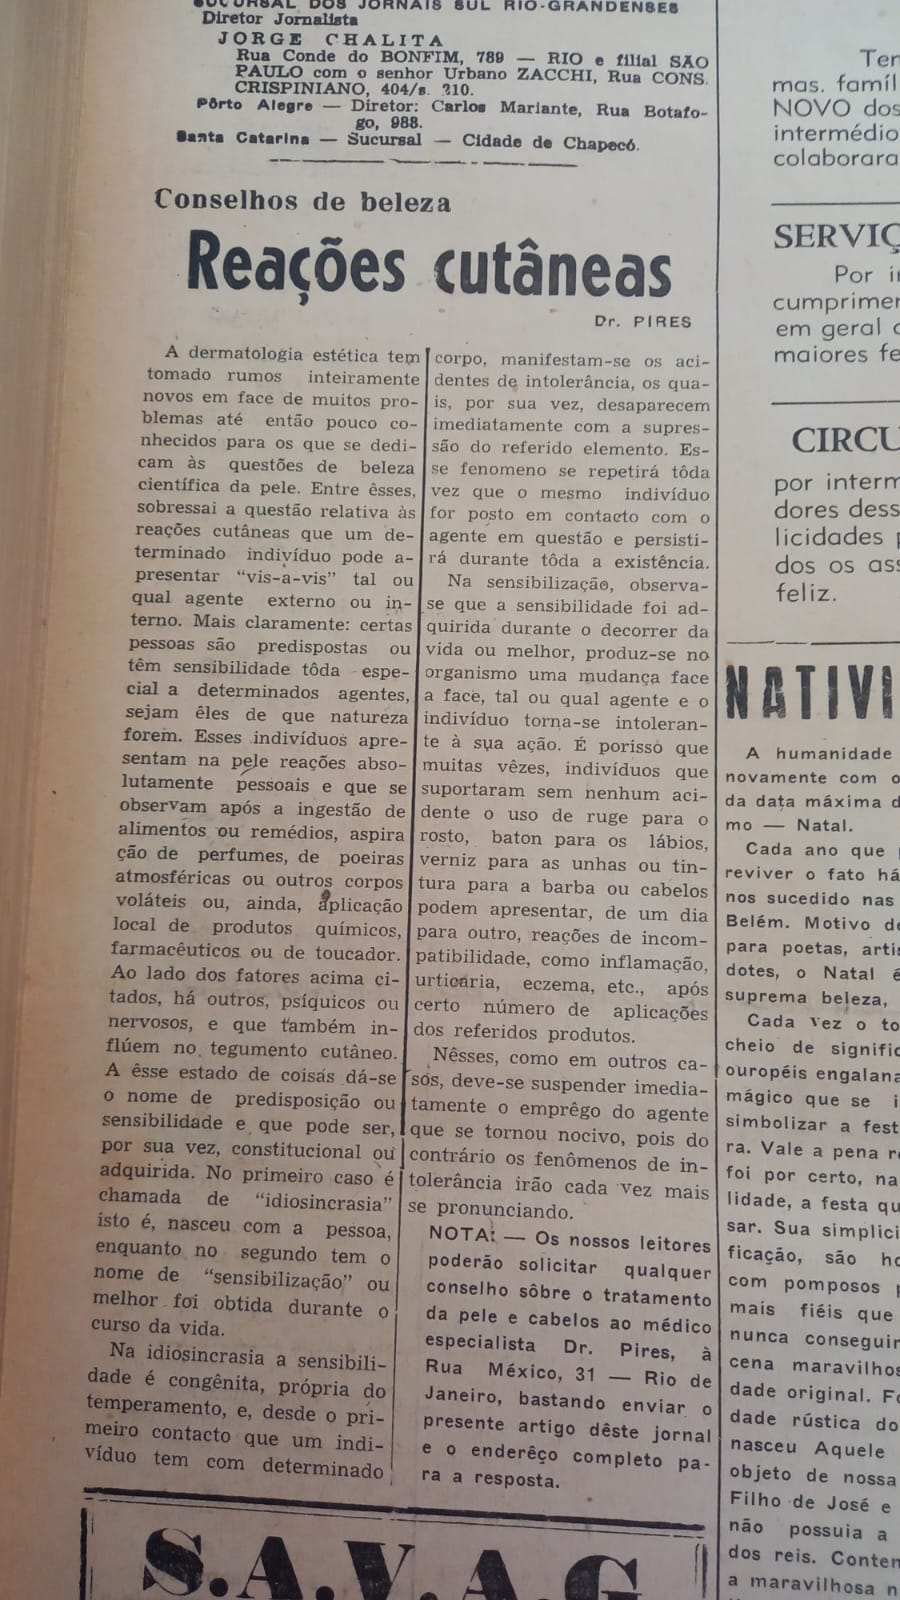 SUCURSAL DOS JORNAIS SUL RIO-GRANDENSES
Diretor Jornalista
JORGE CHALITA
Rua Conde do BONFIM, 789 — RIO e filial SÃO
PAULO com o senhor Urbano ZACCHI, Rua CONS.
CRISPINIANO, 404/s. 210.
Pôrto Alegre — Diretor: Carlos Mariante, Rua Botafo-
go, 988.
Santa Catarina — Sucursal — Cidade de Chapecó.
Conselhos de beleza
Reações cutâneas
Dr. PIRES
A dermatologia estética tem
tomado rumos inteiramente
novos em face de muitos pro-
blemas até então pouco co-
nhecidos para os que se dedi-
cam às questões de beleza
científica da pele. Entre êsses,
sobressai a questão relativa às
reações cutâneas que um de-
terminado indivíduo pode a-
presentar "vis-a-vis" tal ou
qual agente externo ou in-
terno. Mais claramente: certas
pessoas são predispostas ou
têm sensibilidade tôda espe-
cial a determinados agentes,
sejam êles de que natureza
forem. Esses indivíduos apre-
sentam na pele reações abso-
lutamente pessoais e que se
observam após a ingestão de
alimentos ou remédios, aspira
ção de perfumes, de poeiras
atmosféricas ou outros corpos
voláteis ou, ainda, aplicação
local de produtos químicos,
farmacêuticos ou de toucador.
Ao lado dos fatores acima ci-
tados, há outros, psíquicos ou
nervosos, e que também in-
flúem no tegumento cutâneo.
A êsse estado de coisas dá-se
o nome de predisposição ou
sensibilidade e que pode ser,
por sua vez, constitucional ou
adquirida. No primeiro caso é
chamada de "idiosincrasia"
isto é, nasceu com a pessoa,
enquanto no segundo tem o
nome de "sensibilização" ou
melhor foi obtida durante o
curso da vida.
Na idiosincrasia a sensibili-
dade é congênita, própria do
temperamento, e, desde o pri-
meiro contacto que um indi-
víduo tem com determinado
corpo, manifestam-se os aci-
dentes de intolerância, os qua-
is, por sua vez, desaparecem
imediatamente com a supres-
são do referido elemento. Es-
se fenomeno se repetirá tôda
vez que o mesmo indivíduo
for posto em contacto com o
agente em questão e persisti-
rá durante tôda a existência.
Na sensibilização, observa-
se que a sensibilidade foi ad-
quirida durante o decorrer da
vida ou melhor, produz-se no
organismo uma mudança face
a face, tal ou qual agente e o
indivíduo torna-se intoleran-
te à sua ação. É porisso que
muitas vêzes, indivíduos que
suportaram sem nenhum aci-
dente o uso de ruge para o
rosto, baton para os lábios,
verniz para as unhas ou tin-
tura para a barba ou cabelos
podem apresentar, de um dia
para outro, reações de incom-
patibilidade, como inflamação,
urticaria, eczema, etc., após
certo número de aplicações
dos referidos produtos.
Nêsses, como em outros ca-
sos, deve-se suspender imedia-
tamente o emprêgo do agente
que se tornou nocivo, pois do
contrário os fenômenos de in-
tolerância irão cada vez mais
se pronunciando.
NOTA: — Os nossos leitores
poderão solicitar qualquer
conselho sôbre o tratamento
da pele e cabelos ao médico
especialista Dr. Pires, à
Rua México, 31 — Rio de
Janeiro, bastando enviar o
presente artigo dêste jornal
e o enderêço completo pa-
ra a resposta.
S.A.V.A.G
mas. famíl
NOVO dos
intermédio
colaborara
SERVIÇ
Por i
cumprimen
em geral
maiores fe
CIRCU
por interm
dores dess
licidades
dos os ass
feliz.
NATIVI
A humanidade
novamente com o
da data máxima d
mo — Natal.
Cada ano que
reviver o fato há
nos sucedido nas
Belém. Motivo de
para poetas, arti
dotes, o Natal é
suprema beleza,
Cada vez o to
cheio de signific
ouropéis engalana
mágico que se i
simbolizar a fest
ra. Vale a pena r
foi por certo, na
lidade, a festa qu
sar. Sua simplici
ficação, são ho
com pomposos
mais fiéis que
nunca conseguir
cena maravilhos
dade original. Fo
dade rústica do
nasceu Aquele
objeto de nossa
Filho de José e
não possuia a
dos reis. Conten
a maravilhosa n